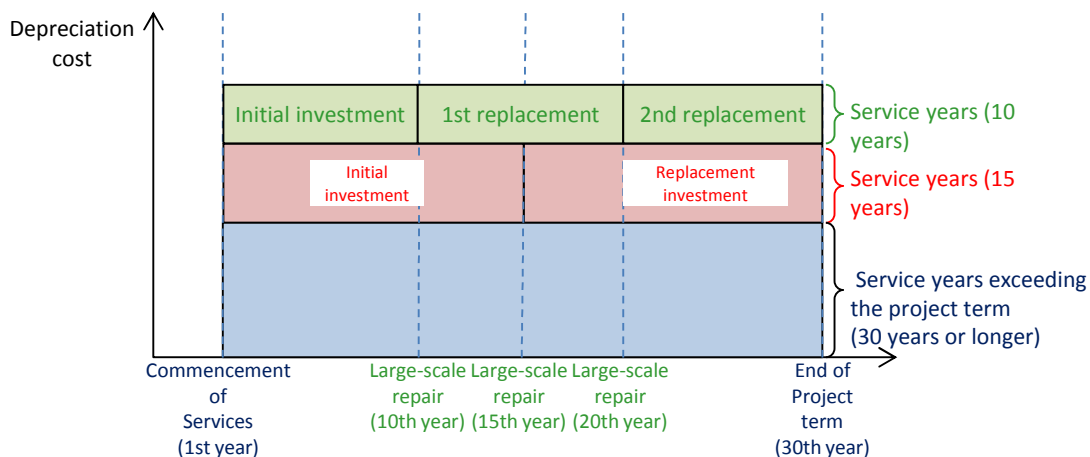 Depreciation
cost
Initial investment
1st replacement
2nd replacement
Service years (10
years)
Initial
investment
Replacement
investment
Service years (15
years)
Service years exceeding
the project term
(30 years or longer)
Commencement
of
Services
(1st year)
Large-scale
repair
(10th year)
Large-scale
repair
(15th year)
Large-scale
repair
(20th year)
End of
Project
term
(30th year)